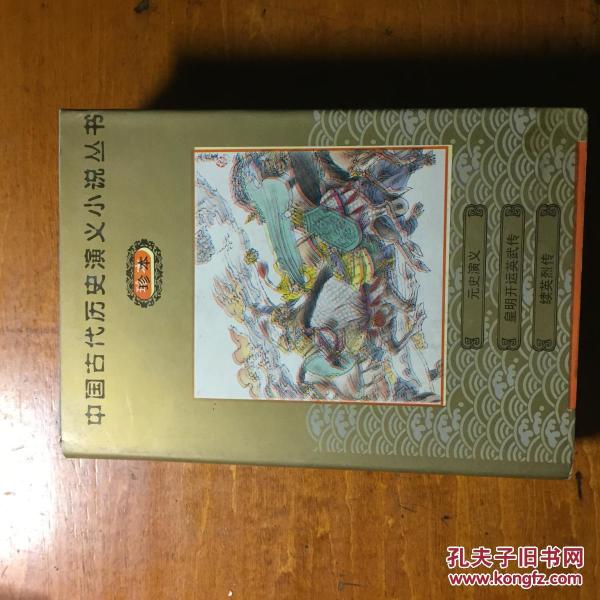 中国古代历史演义小说丛书
珍本
元史演义
皇明开运英武传
续英烈传
孔夫子旧书网
www.kongfz.com